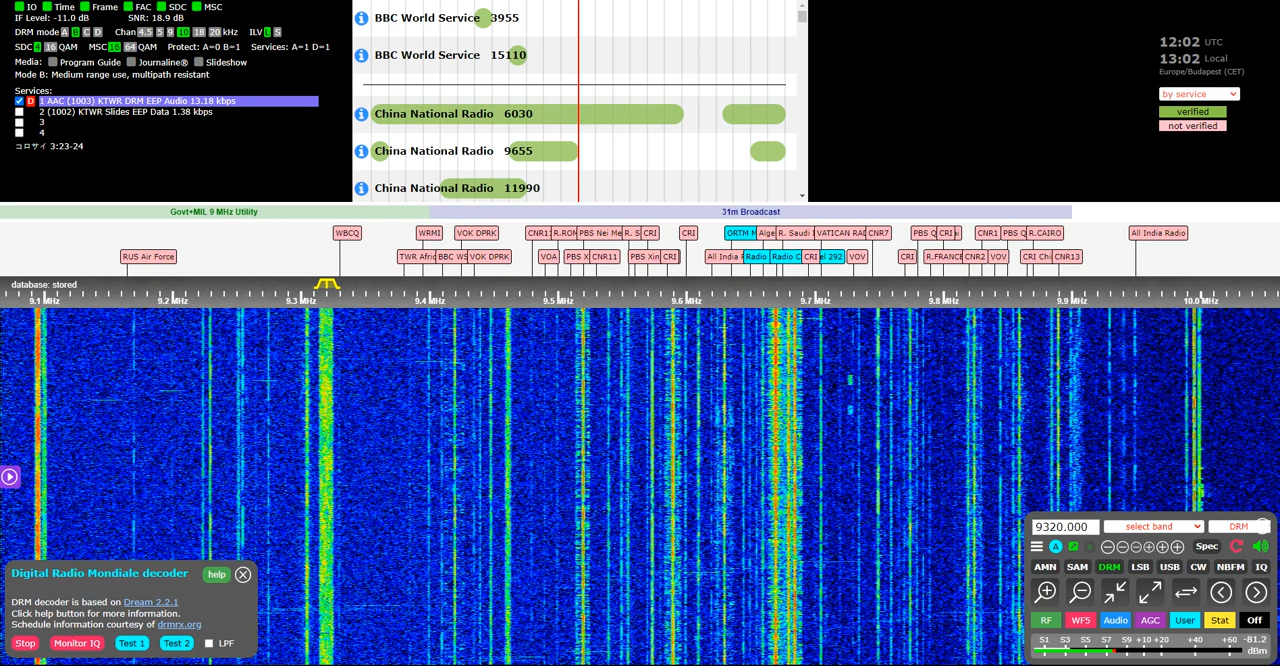 IO Time Frame FAC SDC MSC
IF Level: -11.0 dB SNR: 18.9 dB
DRM mode A B C D Chan 4.5 5 9 10 18 20 kHz ILV L S
SDC 4 16 QAM MSC 16 64 QAM Protect: A=0 B=1 Services: A=1 D=1
Media: Program Guide Journaline® Slideshow
Mode B: Medium range use, multipath resistant
Services:
D 1 AAC (1003) KTWR DRM EEP Audio 13.18 kbps
2 (1002) KTWR Slides EEP Data 1.38 kbps
3
4
コロサイ 3:23-24
BBC World Service 3955
BBC World Service 15110
China National Radio 6030
China National Radio 9655
China National Radio 11990
12:02 UTC
13:02 Local
Europe/Budapest (CET)
by service
verified
not verified
Govt+MIL 9 MHz Utility 31m Broadcast
WBCQ WRMI VOK DPRK CNR1 R.ROM PBS Nei Me R. S CRI CRI ORTM M Alge R. Saudi VATICAN RAD CNR7 PBS Q CRI CNR1 PBS Q R.CAIRO All India Radio
RUS Air Force TWR Afric BBC WS VOK DPRK VOA PBS X CNR11 PBS Xin CRI All India R Radio Radio C CRI el 292 VOV CRI R.FRANCE CNR2 VOV CRI Chi CNR13
database: stored
9.1 MHz 9.2 MHz 9.3 MHz 9.4 MHz 9.5 MHz 9.6 MHz 9.7 MHz 9.8 MHz 9.9 MHz 10.0 MHz
Digital Radio Mondiale decoder help
DRM decoder is based on Dream 2.2.1
Click help button for more information.
Schedule information courtesy of drmrx.org
Stop Monitor IQ Test 1 Test 2 LPF
9320.000 select band DRM
A Spec
AMN SAM DRM LSB USB CW NBFM IQ
RF WF5 Audio AGC User Stat Off
S1 S3 S5 S7 S9 +10 +20 +40 +60 -81.2
dBm